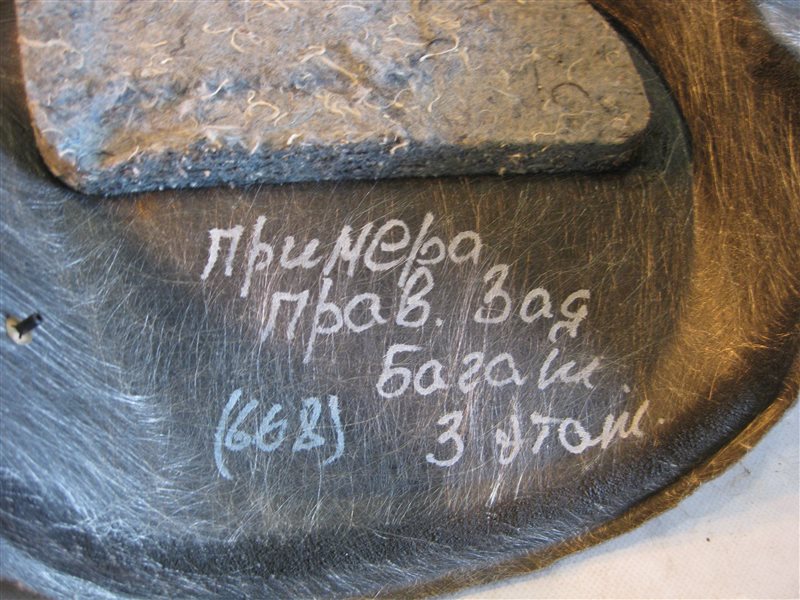 Примера
прав. зад
Багаж.
(668) 3 этаж.